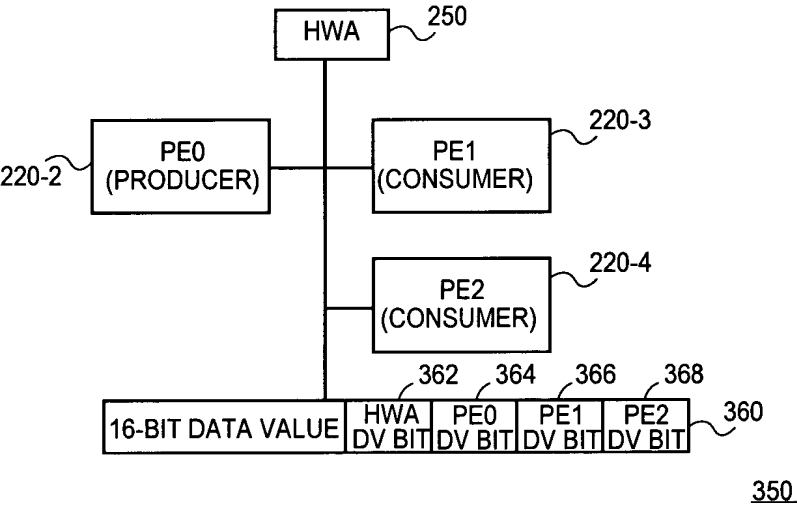 HWA
250
PE0
(PRODUCER)
220-2
PE1
(CONSUMER)
220-3
PE2
(CONSUMER)
220-4
362
364
366
368
16-BIT DATA VALUE
HWA
DV BIT
PE0
DV BIT
PE1
DV BIT
PE2
DV BIT
360
350